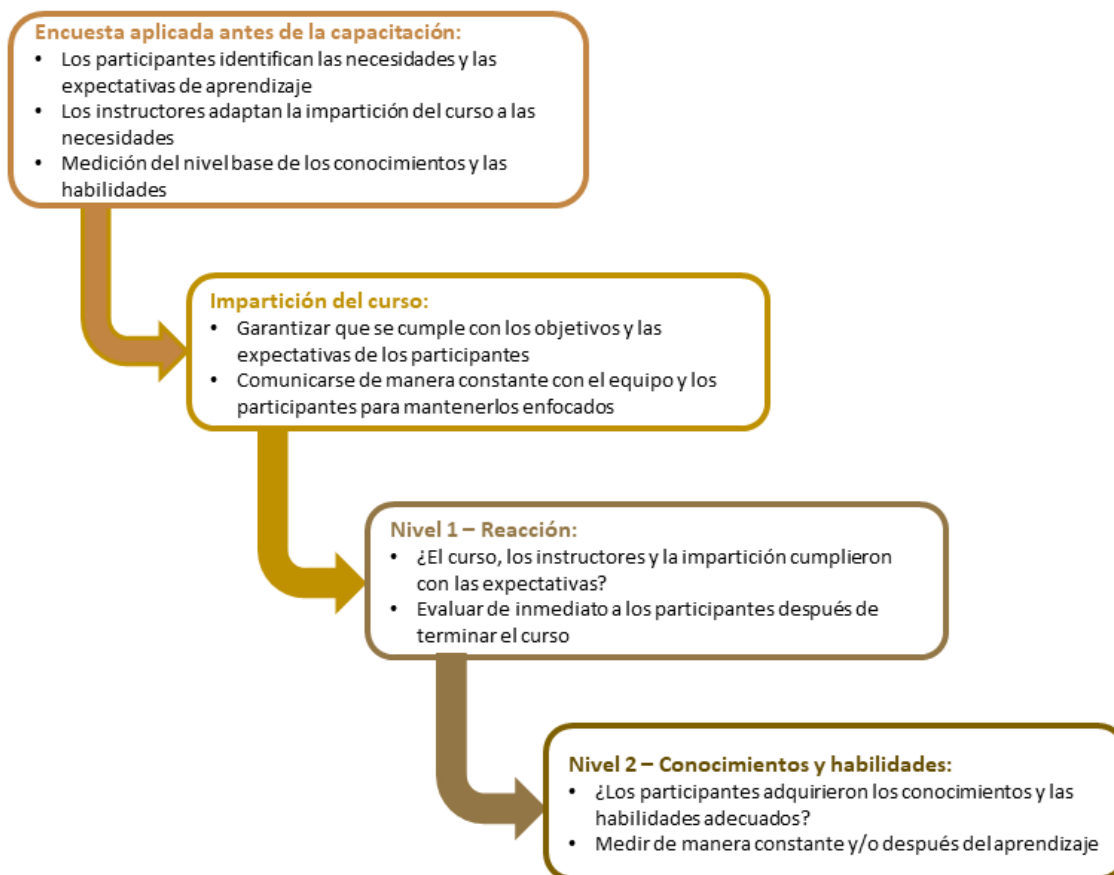 Encuesta aplicada antes de la capacitación:
• Los participantes identifican las necesidades y las
expectativas de aprendizaje
• Los instructores adaptan la impartición del curso a las
necesidades
• Medición del nivel base de los conocimientos y las
habilidades
Impartición del curso:
• Garantizar que se cumple con los objetivos y las
expectativas de los participantes
• Comunicarse de manera constante con el equipo y los
participantes para mantenerlos enfocados
Nivel 1 – Reacción:
• ¿El curso, los instructores y la impartición cumplieron
con las expectativas?
• Evaluar de inmediato a los participantes después de
terminar el curso
Nivel 2 – Conocimientos y habilidades:
• ¿Los participantes adquirieron los conocimientos y las
habilidades adecuados?
• Medir de manera constante y/o después del aprendizaje